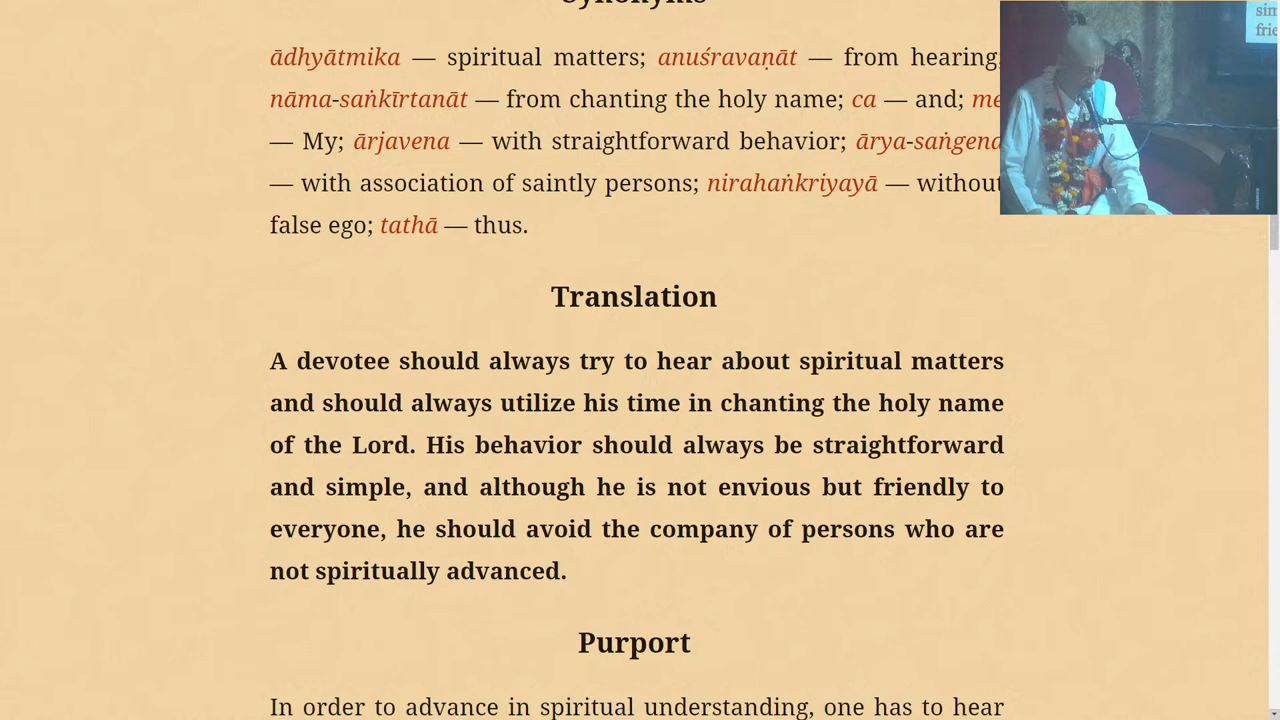 Synonyms
ādhyātmika — spiritual matters; anuśravaṇāt — from hearing;
nāma-saṅkīrtanāt — from chanting the holy name; ca — and; me
— My; ārjavena — with straightforward behavior; ārya-saṅgena
— with association of saintly persons; nirahaṅkriyayā — without
false ego; tathā — thus.
Translation
A devotee should always try to hear about spiritual matters
and should always utilize his time in chanting the holy name
of the Lord. His behavior should always be straightforward
and simple, and although he is not envious but friendly to
everyone, he should avoid the company of persons who are
not spiritually advanced.
Purport
In order to advance in spiritual understanding, one has to hear